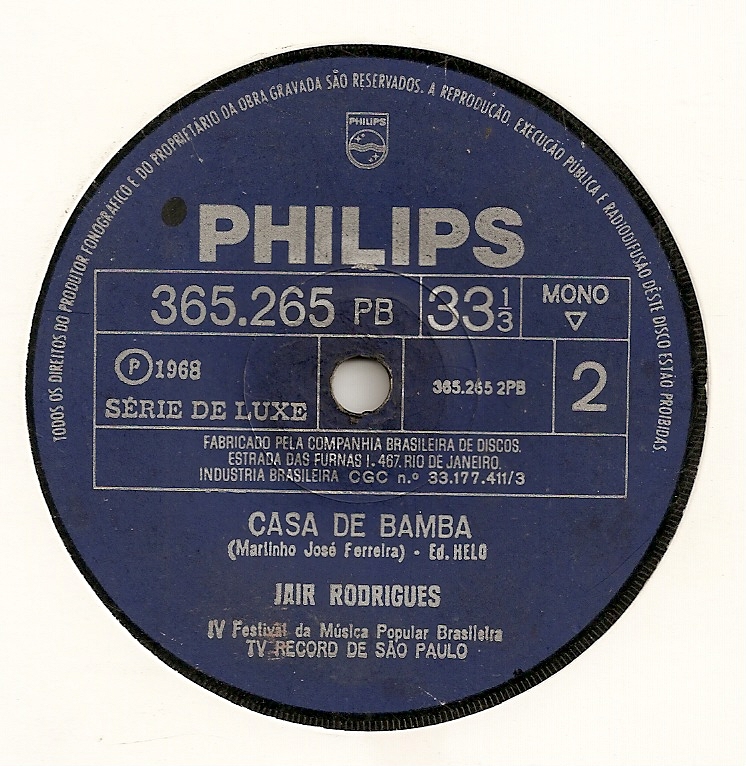 TODOS OS DIREITOS DO PRODUTOR FONOGRÁFICO E DO PROPRIETÁRIO DA OBRA GRAVADA SÃO RESERVADOS. A REPRODUCÃO, EXECUCÃO PÚBLICA E RADIODIFUSÃO DÊSTE DISCO ESTÃO PROIBIDAS.
PHILIPS
PHILIPS
365.265 PB 33 1/3 MONO
℗ 1968 365.265 2PB 2
SÉRIE DE LUXE
FABRICADO PELA COMPANHIA BRASILEIRA DE DISCOS.
ESTRADA DAS FURNAS 1.467. RIO DE JANEIRO.
INDUSTRIA BRASILEIRA CGC n.º 33.177.411/3
CASA DE BAMBA
(Martinho José Ferreira) - Ed. HELO
JAIR RODRIGUES
IV Festival da Música Popular Brasileira
TV RECORD DE SÃO PAULO